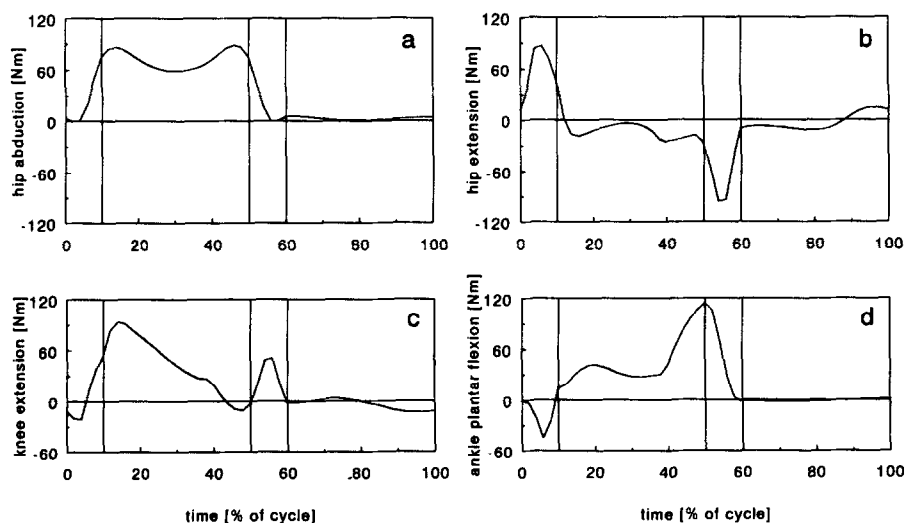 120
60
0
-60
-120
hip abduction [Nm]
a
0 20 40 60 80 100
120
60
0
-60
-120
hip extension [Nm]
b
0 20 40 60 80 100
120
60
0
-60
knee extension [Nm]
c
0 20 40 60 .80 100
time [% of cycle]
120
60
0
-60
ankle plantar flexion [Nm]
d
0 20 40 60 80 100
time [% of cycle]